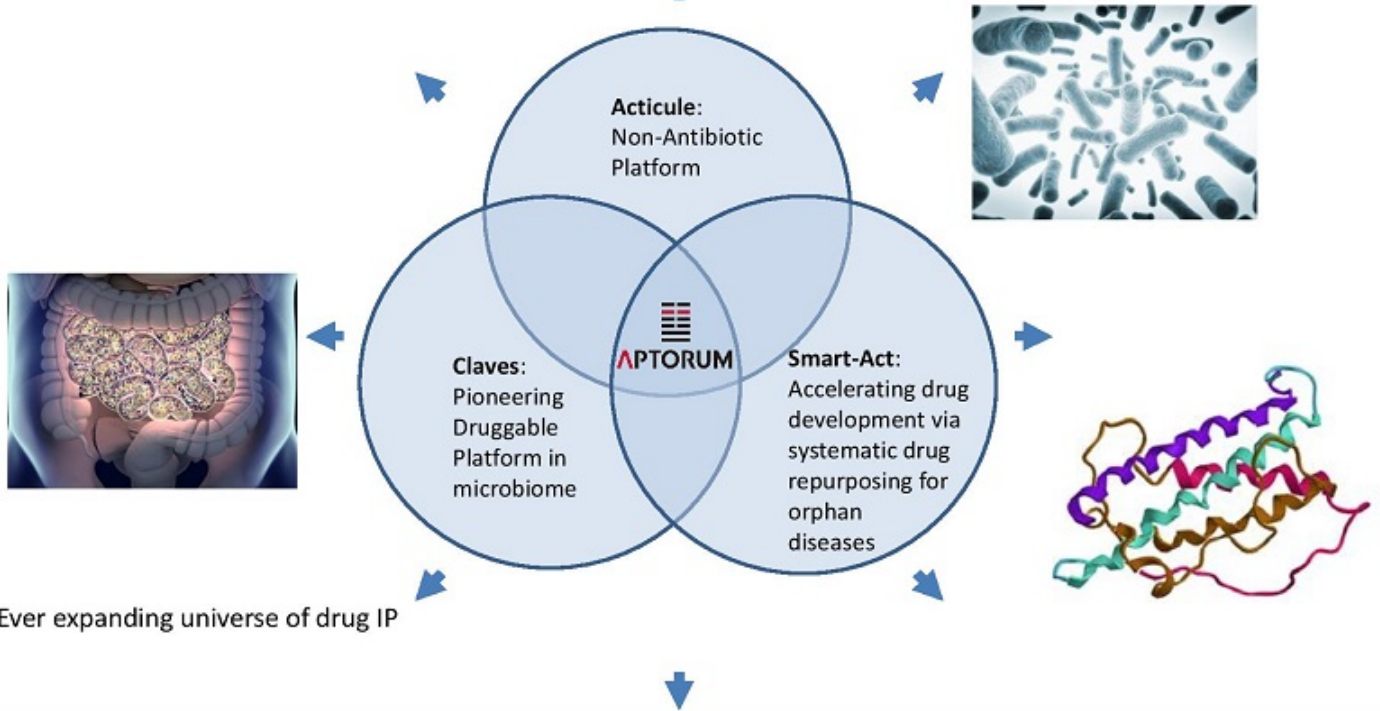 Acticule:
Non-Antibiotic
Platform
APTORUM
Claves:
Pioneering
Druggable
Platform in
microbiome
Smart-Act:
Accelerating drug
development via
systematic drug
repurposing for
orphan
diseases
Ever expanding universe of drug IP